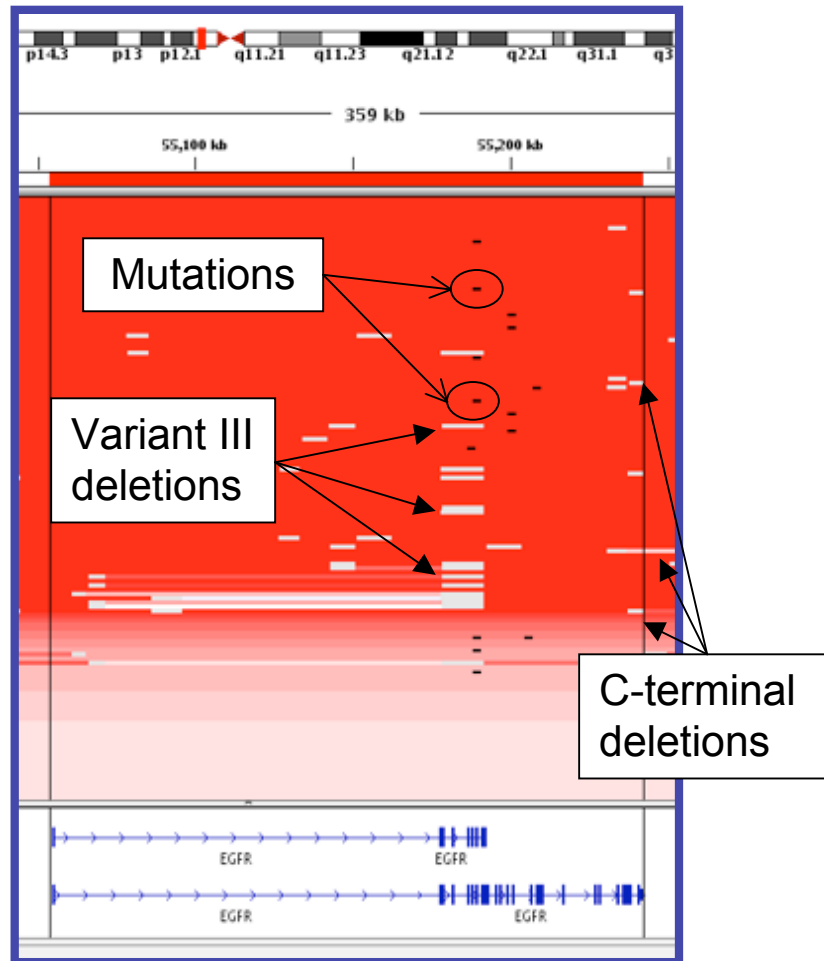 p14.3 p13 p12.1 q11.21 q11.23 q21.12 q22.1 q31.1 q3
359 kb
55,100 kb 55,200 kb
Mutations
Variant III
deletions
C-terminal
deletions
EGFR EGFR
EGFR EGFR